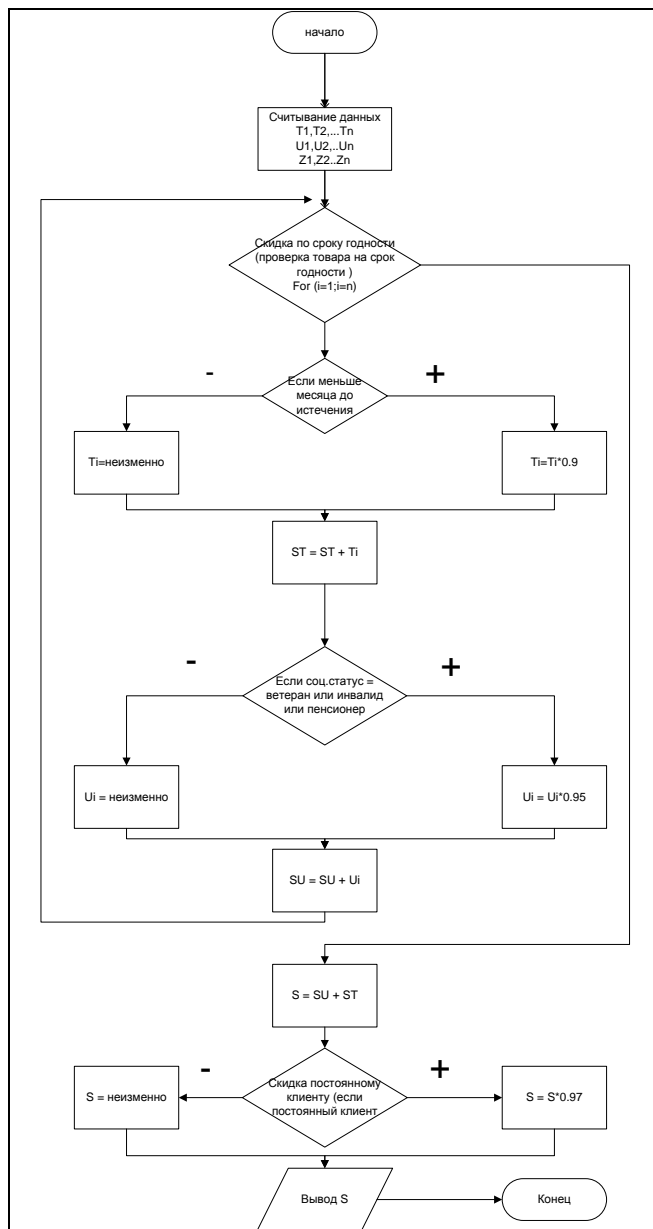 начало
Считывание данных
T1,T2,...Tn
U1,U2,..Un
Z1,Z2..Zn
Скидка по сроку годности
(проверка товара на срок
годности )
For (i=1;i=n)
-
+
Если меньше
месяца до
истечения
Ti=неизменно
Ti=Ti*0.9
ST = ST + Ti
-
+
Если соц.статус =
ветеран или инвалид
или пенсионер
Ui = неизменно
Ui = Ui*0.95
SU = SU + Ui
S = SU + ST
-
+
Скидка постоянному
клиенту (если
постоянный клиент
S = неизменно
S = S*0.97
Вывод S
Конец